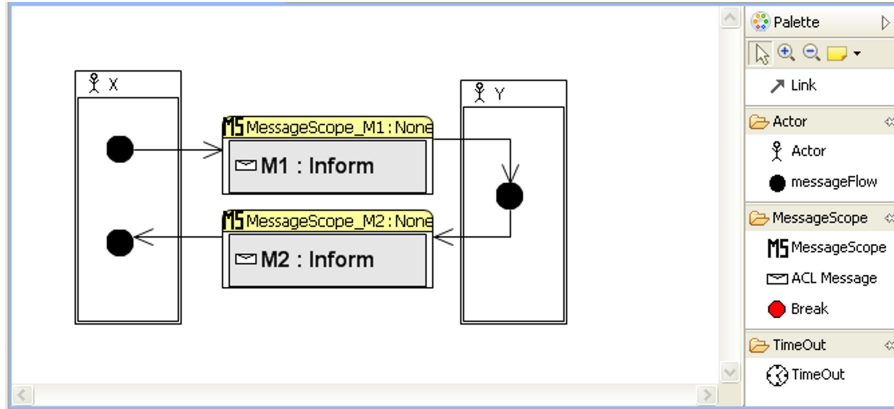 X
MessageScope_M1:None
M1 : Inform
MessageScope_M2:None
M2 : Inform
Y
Palette
Link
Actor
Actor
messageFlow
MessageScope
MS MessageScope
ACL Message
Break
TimeOut
TimeOut